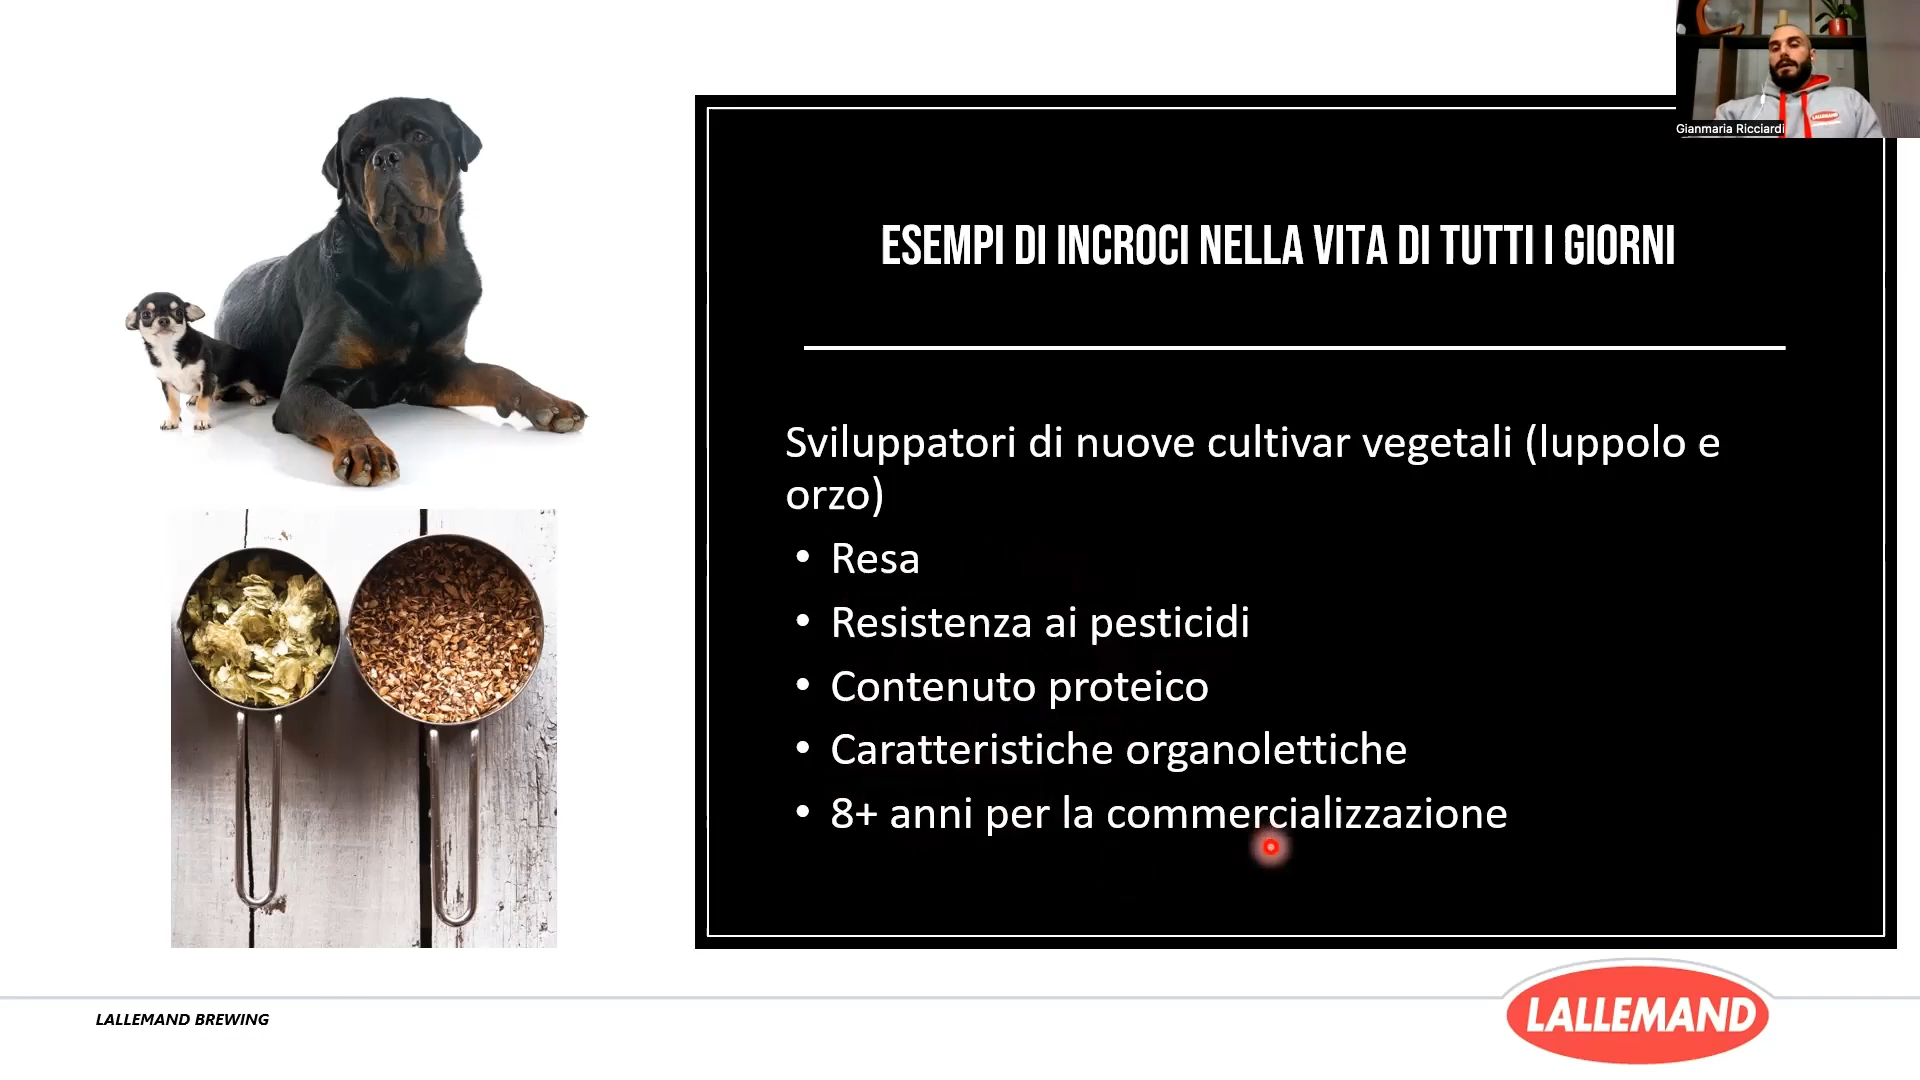 Gianmaria Ricciardi
ESEMPI DI INCROCI NELLA VITA DI TUTTI I GIORNI
Sviluppatori di nuove cultivar vegetali (luppolo e
orzo)
• Resa
• Resistenza ai pesticidi
• Contenuto proteico
• Caratteristiche organolettiche
• 8+ anni per la commercializzazione
LALLEMAND BREWING
LALLEMAND
LALLEMAND